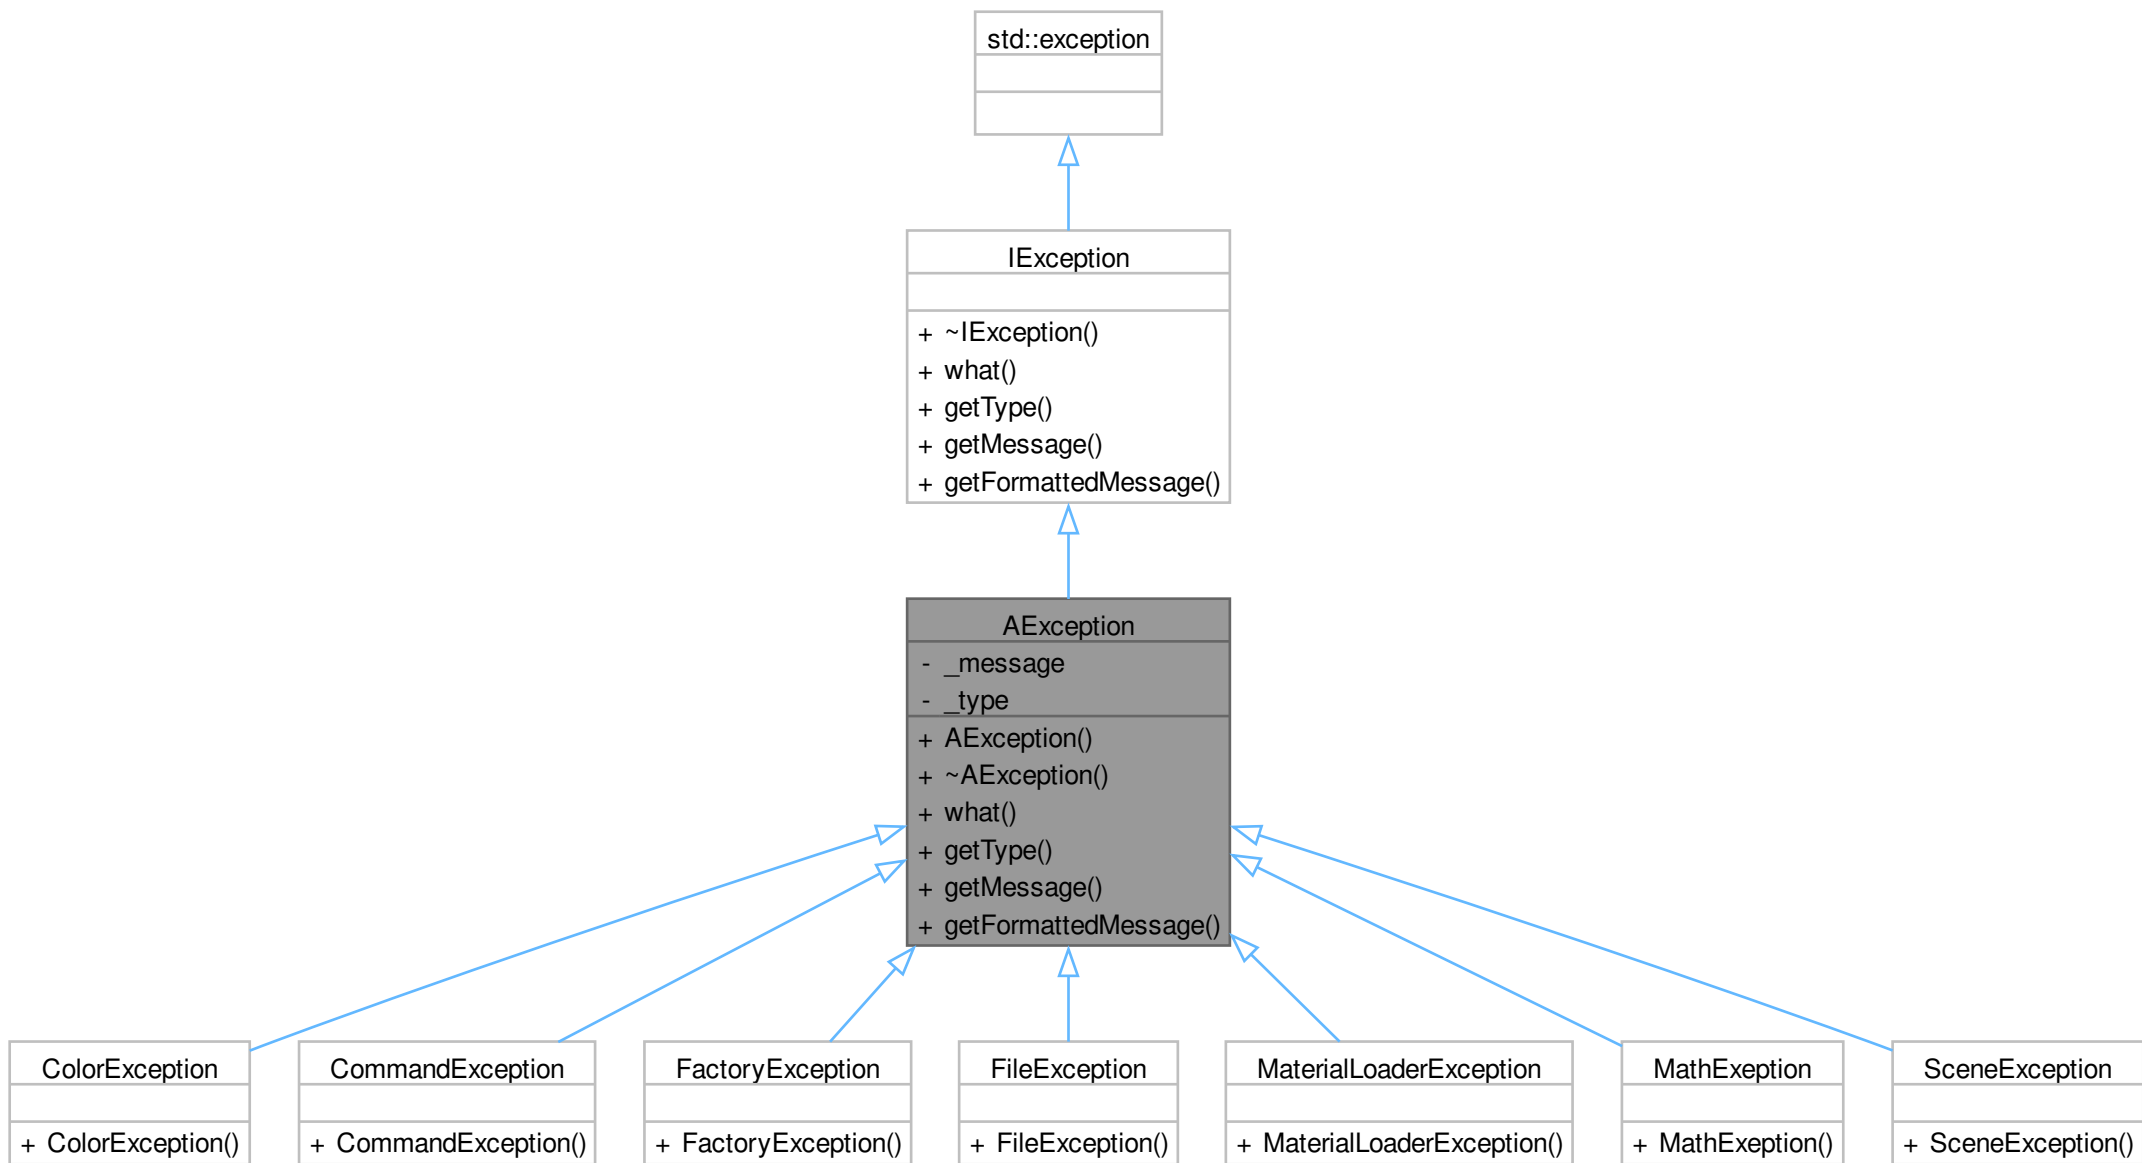 std::exception
IException
+ ~IException()
+ what()
+ getType()
+ getMessage()
+ getFormattedMessage()
AException
- _message
- _type
+ AException()
+ ~AException()
+ what()
+ getType()
+ getMessage()
+ getFormattedMessage()
ColorException
+ ColorException()
CommandException
+ CommandException()
FactoryException
+ FactoryException()
FileException
+ FileException()
MaterialLoaderException
+ MaterialLoaderException()
MathExeption
+ MathExeption()
SceneException
+ SceneException()